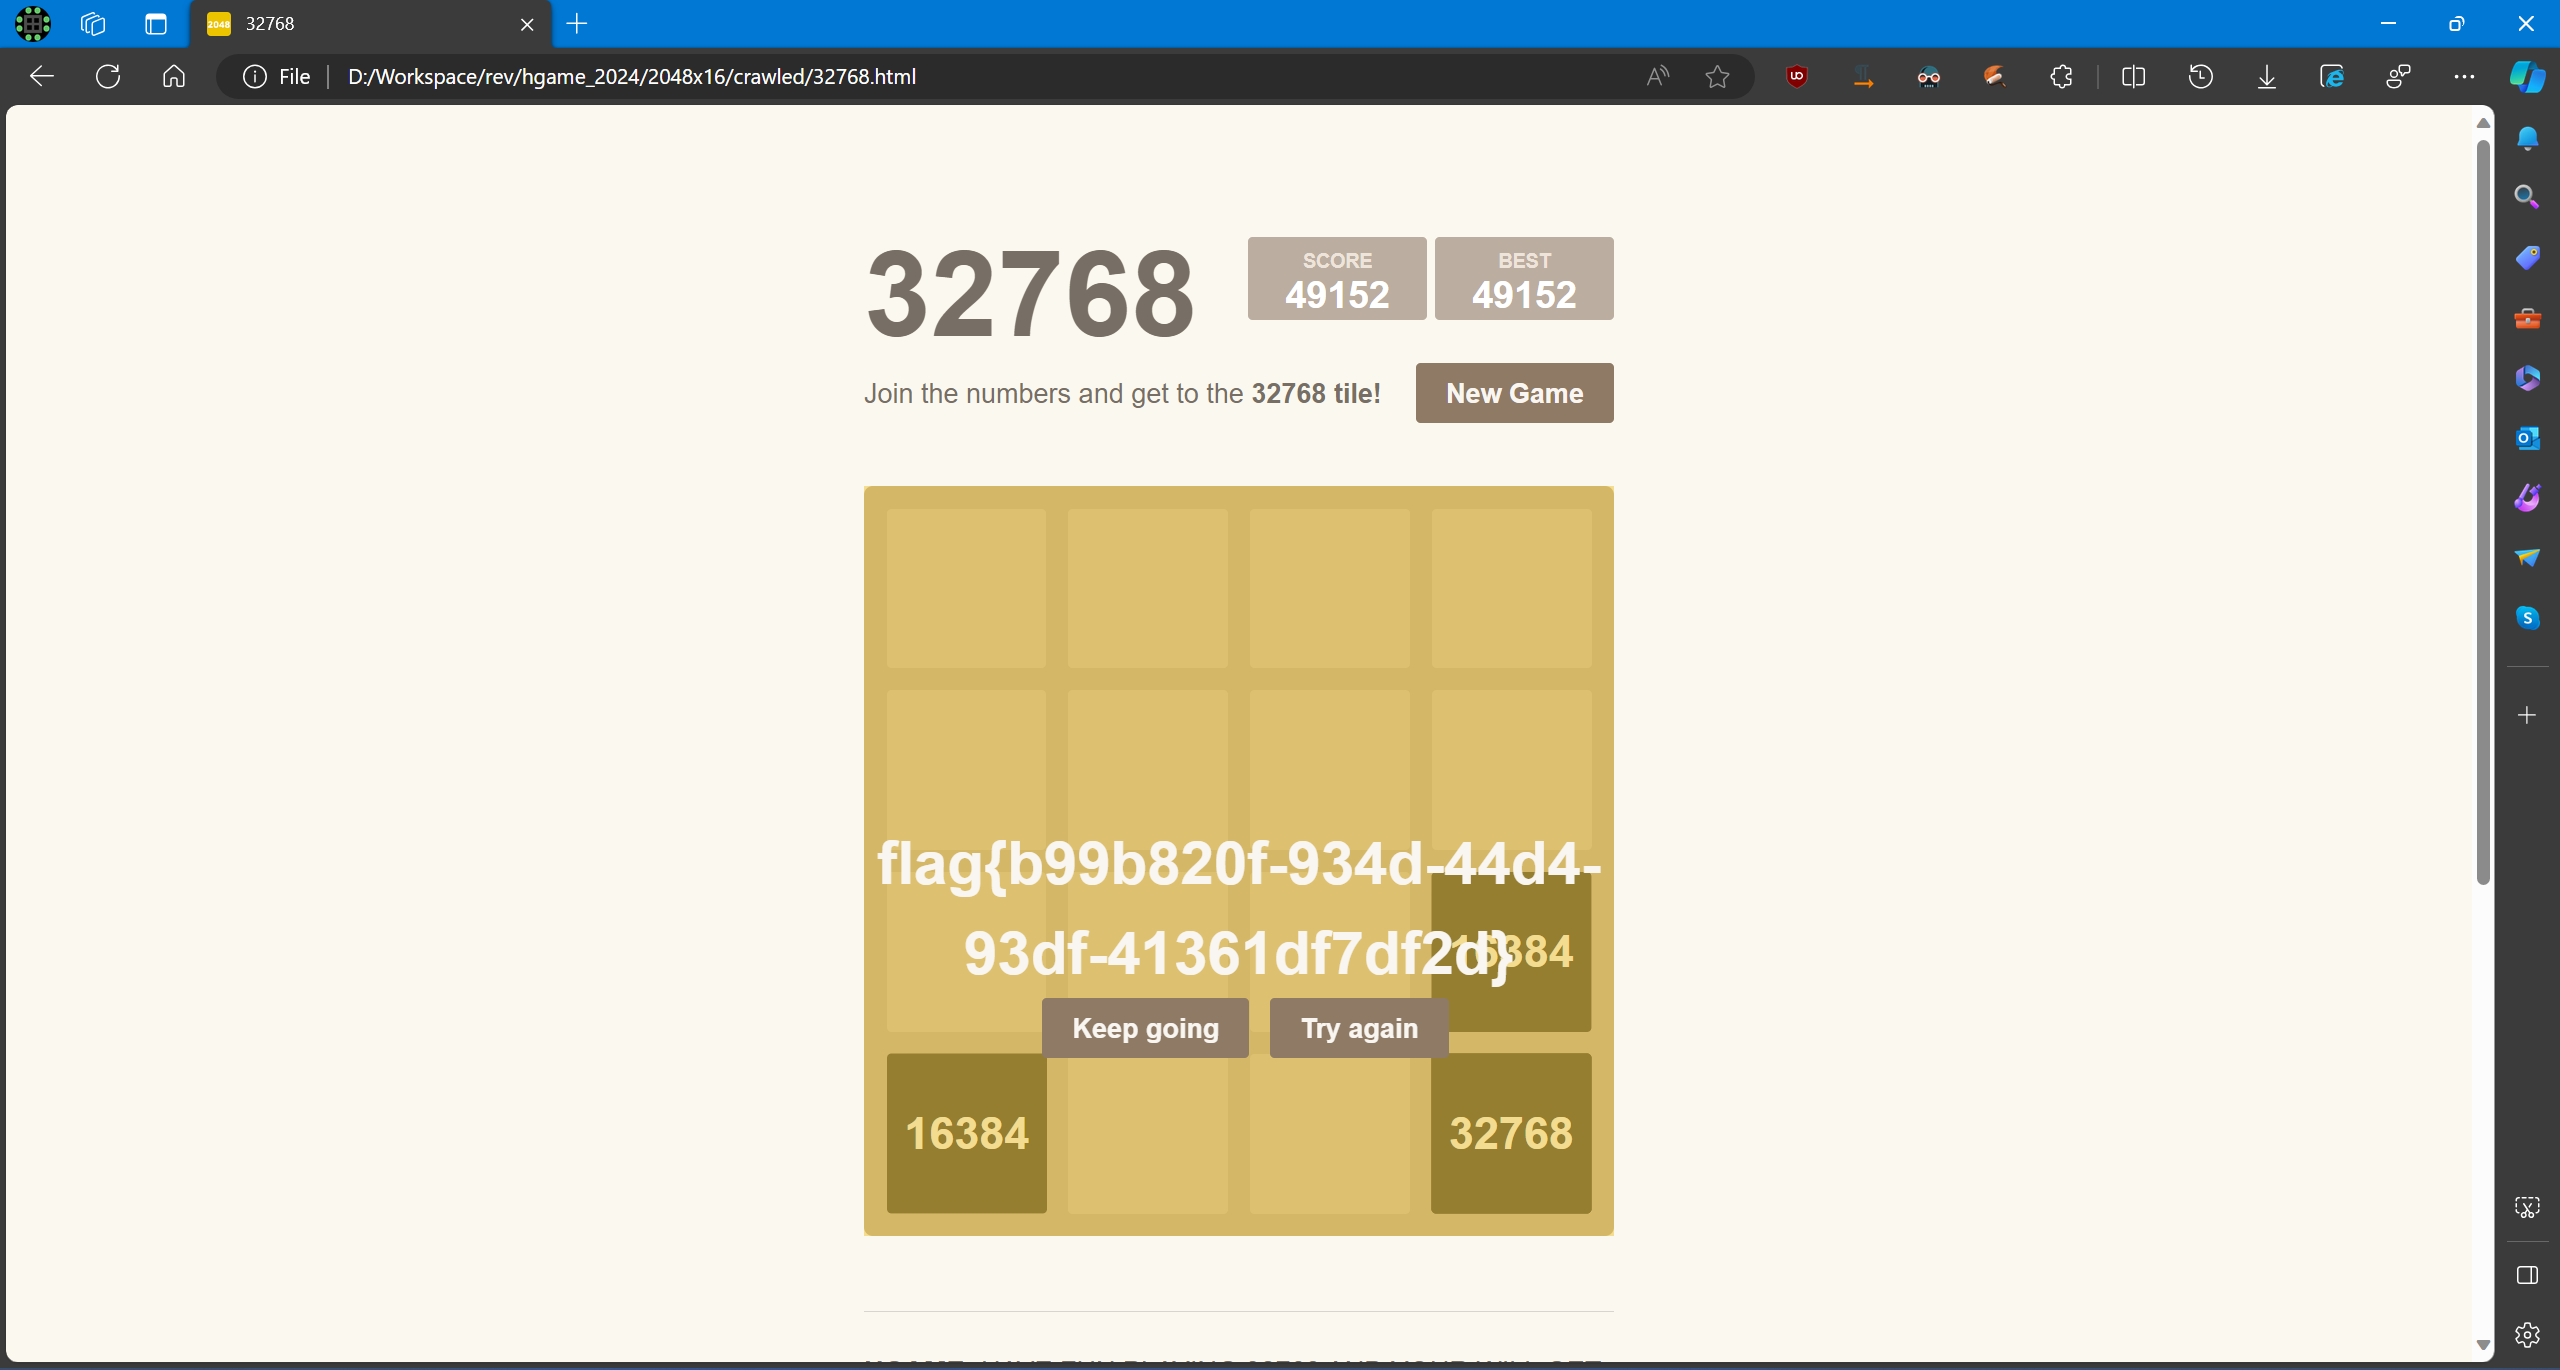 2048 32768
File D:/Workspace/rev/hgame_2024/2048x16/crawled/32768.html
32768
SCORE
49152
BEST
49152
Join the numbers and get to the 32768 tile!
New Game
flag{b99b820f-934d-44d4-
93df-41361df7df2d}
16384
Keep going
Try again
16384
32768